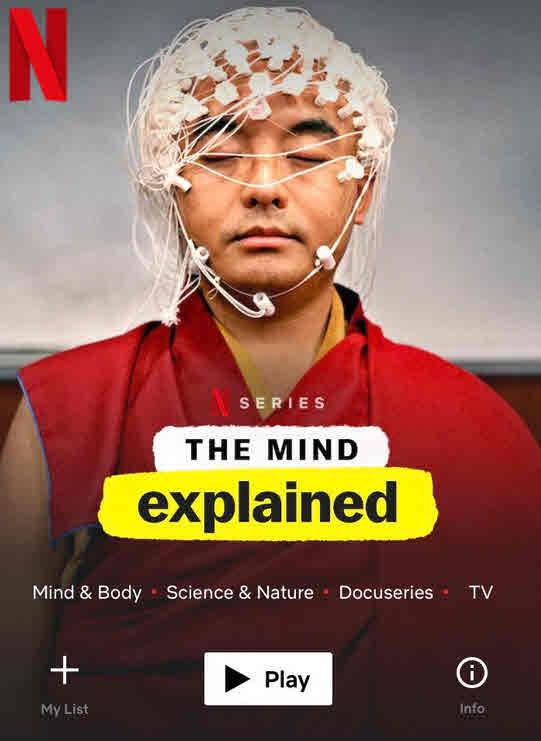 N
N SERIES
THE MIND
explained
Mind & Body • Science & Nature • Docuseries • TV
My List
Play
Info